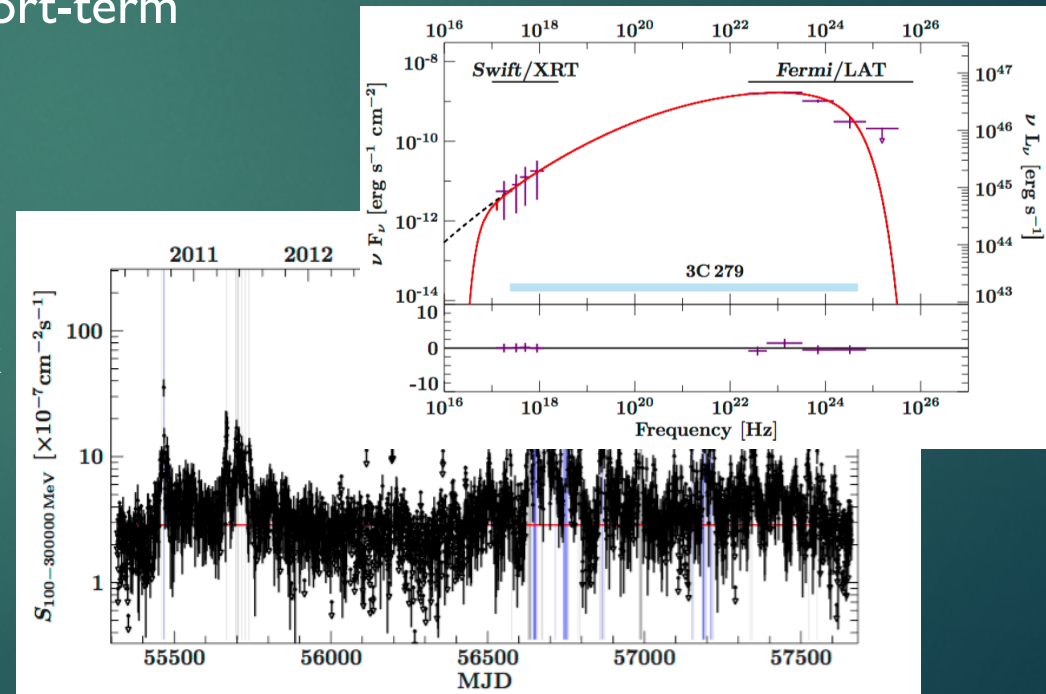 ort-term
10^16 10^18 10^20 10^22 10^24 10^26
10^-8
10^-10
10^-12
10^-14
ν F_ν [erg s^-1 cm^-2]
Swift/XRT
Fermi/LAT
3C 279
10^47
10^46
10^45
10^44
10^43
ν L_ν [erg s^-1]
10
0
-10
10^16 10^18 10^20 10^22 10^24 10^26
Frequency [Hz]
2011 2012
S_100−300000 MeV [×10^−7 cm^−2 s^−1]
100
10
1
55500 56000 56500 57000 57500
MJD